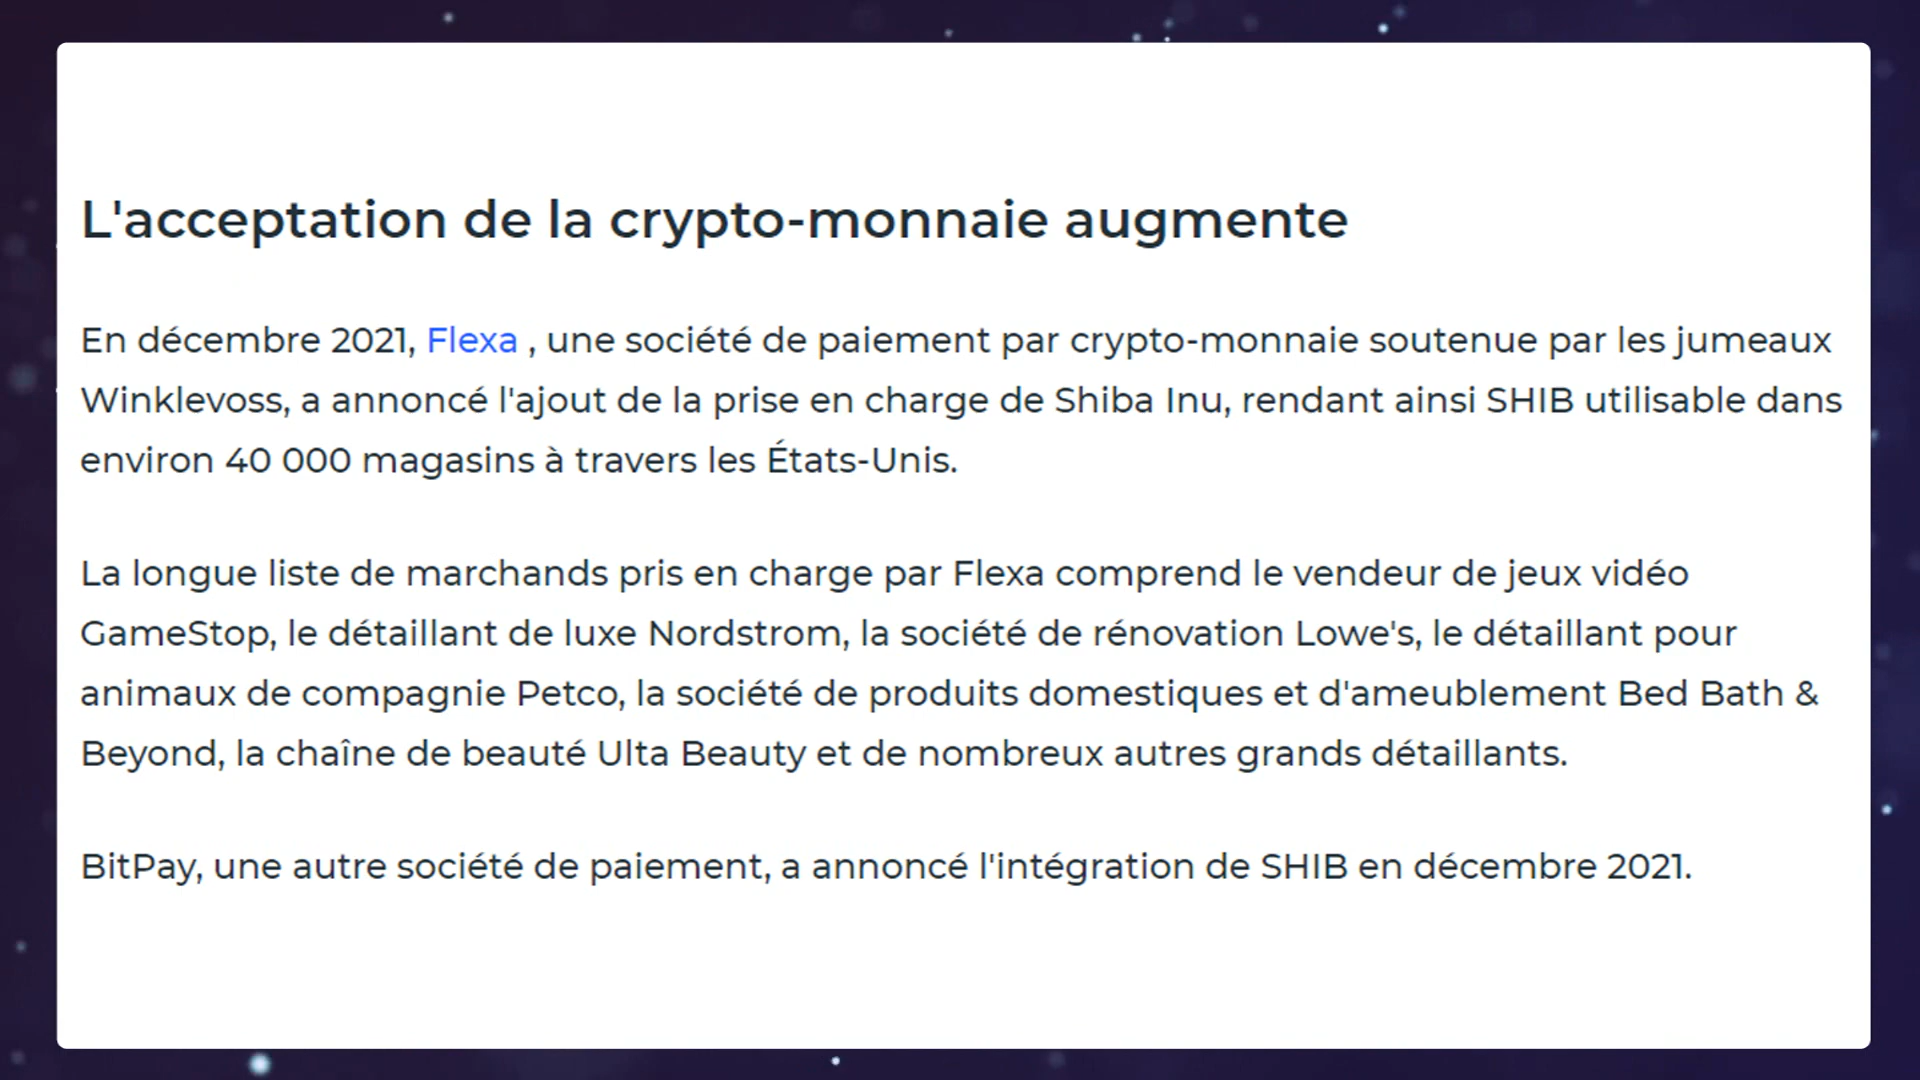 L'acceptation de la crypto-monnaie augmente
En décembre 2021, Flexa , une société de paiement par crypto-monnaie soutenue par les jumeaux
Winklevoss, a annoncé l'ajout de la prise en charge de Shiba Inu, rendant ainsi SHIB utilisable dans
environ 40 000 magasins à travers les États-Unis.
La longue liste de marchands pris en charge par Flexa comprend le vendeur de jeux vidéo
GameStop, le détaillant de luxe Nordstrom, la société de rénovation Lowe's, le détaillant pour
animaux de compagnie Petco, la société de produits domestiques et d'ameublement Bed Bath &
Beyond, la chaîne de beauté Ulta Beauty et de nombreux autres grands détaillants.
BitPay, une autre société de paiement, a annoncé l'intégration de SHIB en décembre 2021.